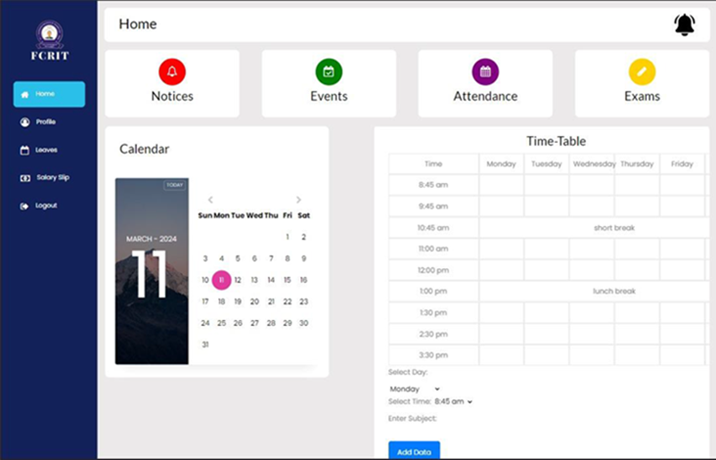 FCRIT
Home
Profile
Leaves
Salary Slip
Logout
Home
Notices
Events
Attendance
Exams
Calendar
TODAY
MARCH - 2024
11
Sun Mon Tue Wed Thu Fri Sat
1 2
3 4 5 6 7 8 9
10 11 12 13 14 15 16
17 18 19 20 21 22 23
24 25 26 27 28 29 30
31
Time-Table
Time Monday Tuesday Wednesday Thursday Friday
8:45 am
9:45 am
10:45 am short break
11:00 am
12:00 pm
1:00 pm lunch break
1:30 pm
2:30 pm
3:30 pm
Select Day:
Monday
Select Time: 8:45 am
Enter Subject:
Add Data